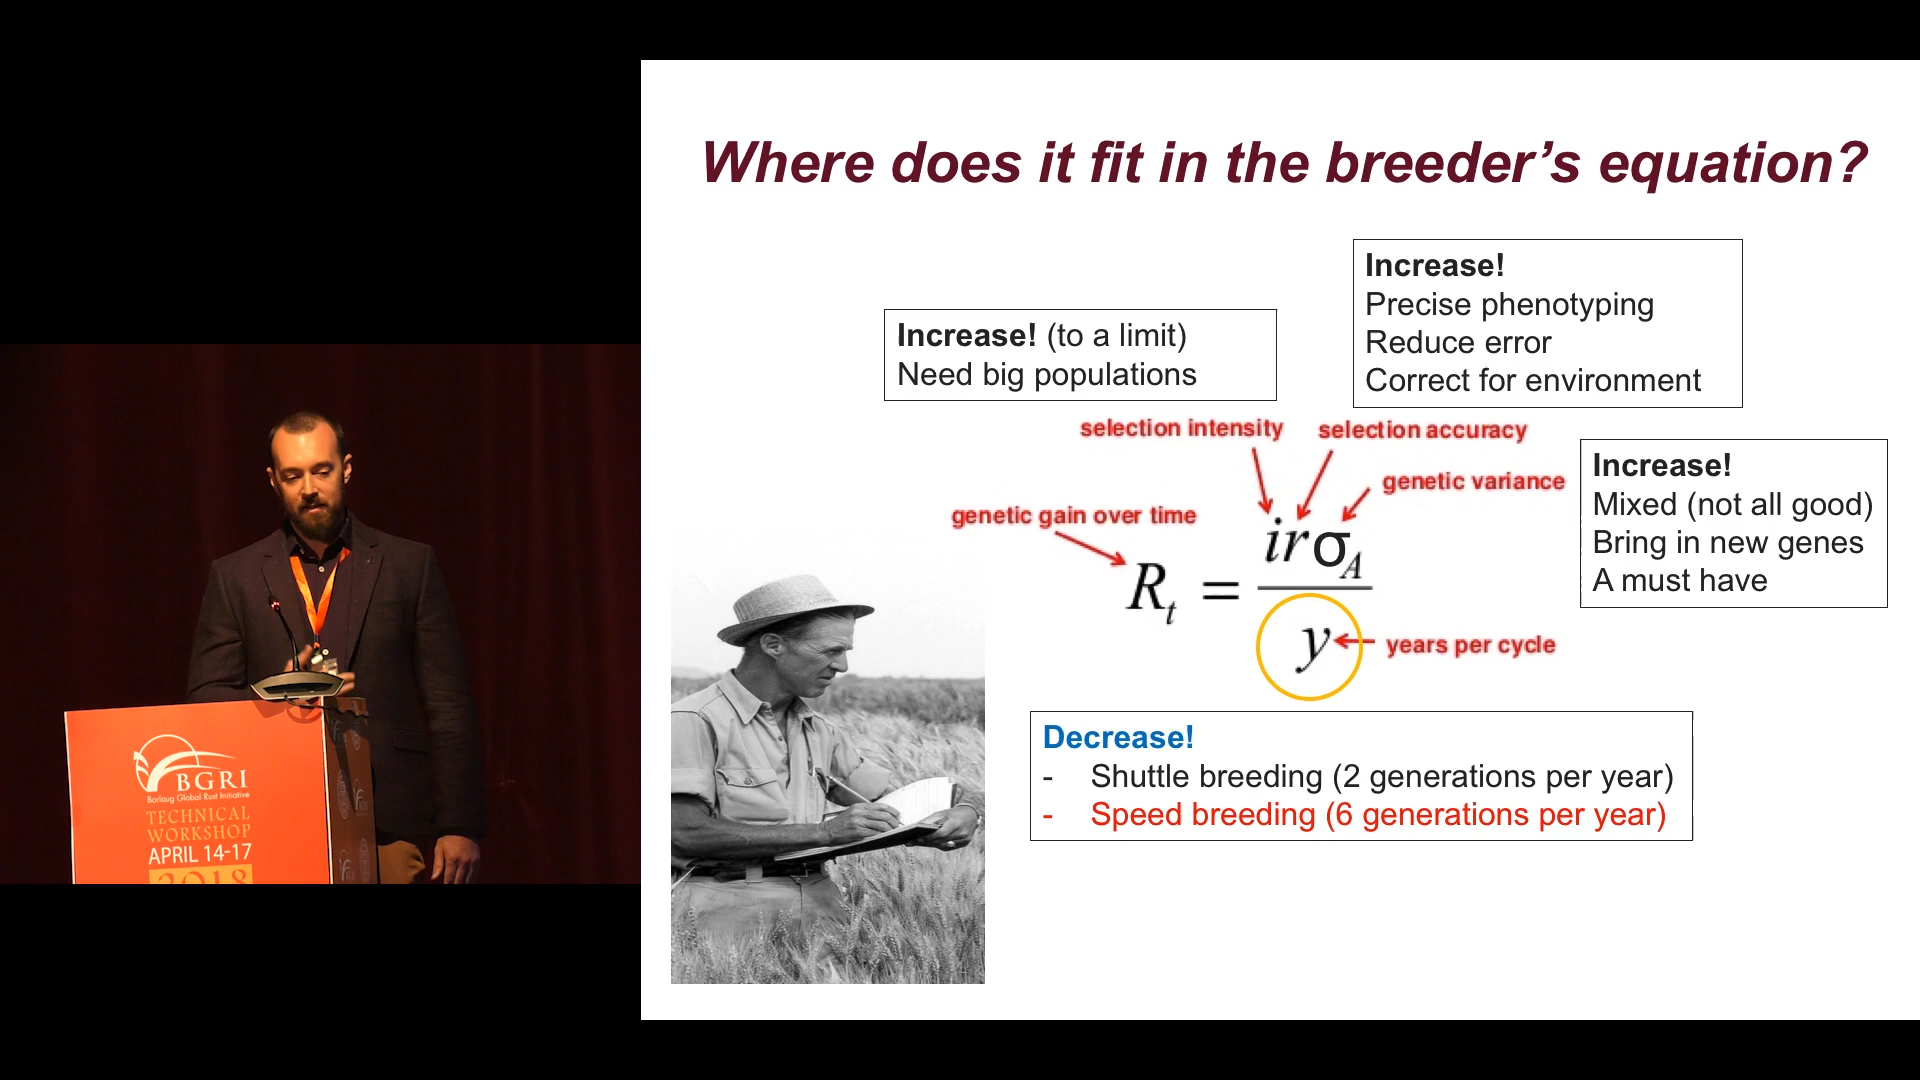 Where does it fit in the breeder’s equation?
Increase!
Precise phenotyping
Reduce error
Correct for environment
Increase! (to a limit)
Need big populations
selection intensity
selection accuracy
genetic variance
Increase!
Mixed (not all good)
Bring in new genes
A must have
genetic gain over time
R_t = irσ_A / y
years per cycle
Decrease!
- Shuttle breeding (2 generations per year)
- Speed breeding (6 generations per year)
BGRI
Borlaug Global Rust Initiative
TECHNICAL
WORKSHOP
APRIL 14-17
2018